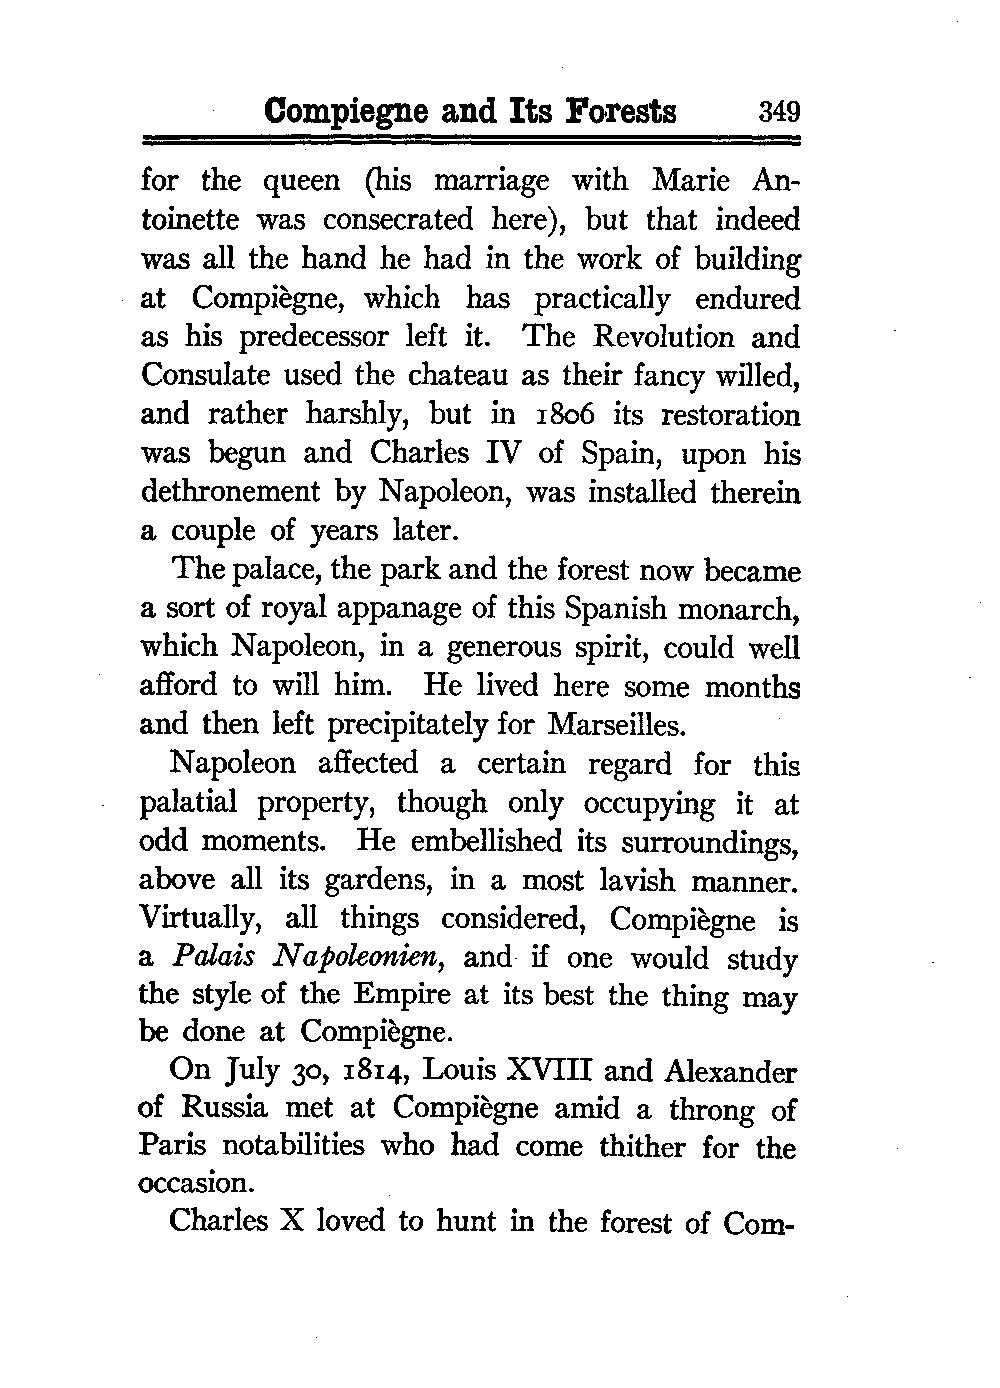 Compiegne and Its Forests 349
for the queen (his marriage with Marie An-
toinette was consecrated here), but that indeed
was all the hand he had in the work of building
at Compiègne, which has practically endured
as his predecessor left it. The Revolution and
Consulate used the chateau as their fancy willed,
and rather harshly, but in 1806 its restoration
was begun and Charles IV of Spain, upon his
dethronement by Napoleon, was installed therein
a couple of years later.
The palace, the park and the forest now became
a sort of royal appanage of this Spanish monarch,
which Napoleon, in a generous spirit, could well
afford to will him. He lived here some months
and then left precipitately for Marseilles.
Napoleon affected a certain regard for this
palatial property, though only occupying it at
odd moments. He embellished its surroundings,
above all its gardens, in a most lavish manner.
Virtually, all things considered, Compiègne is
a Palais Napoleonien, and if one would study
the style of the Empire at its best the thing may
be done at Compiègne.
On July 30, 1814, Louis XVIII and Alexander
of Russia met at Compiègne amid a throng of
Paris notabilities who had come thither for the
occasion.
Charles X loved to hunt in the forest of Com-